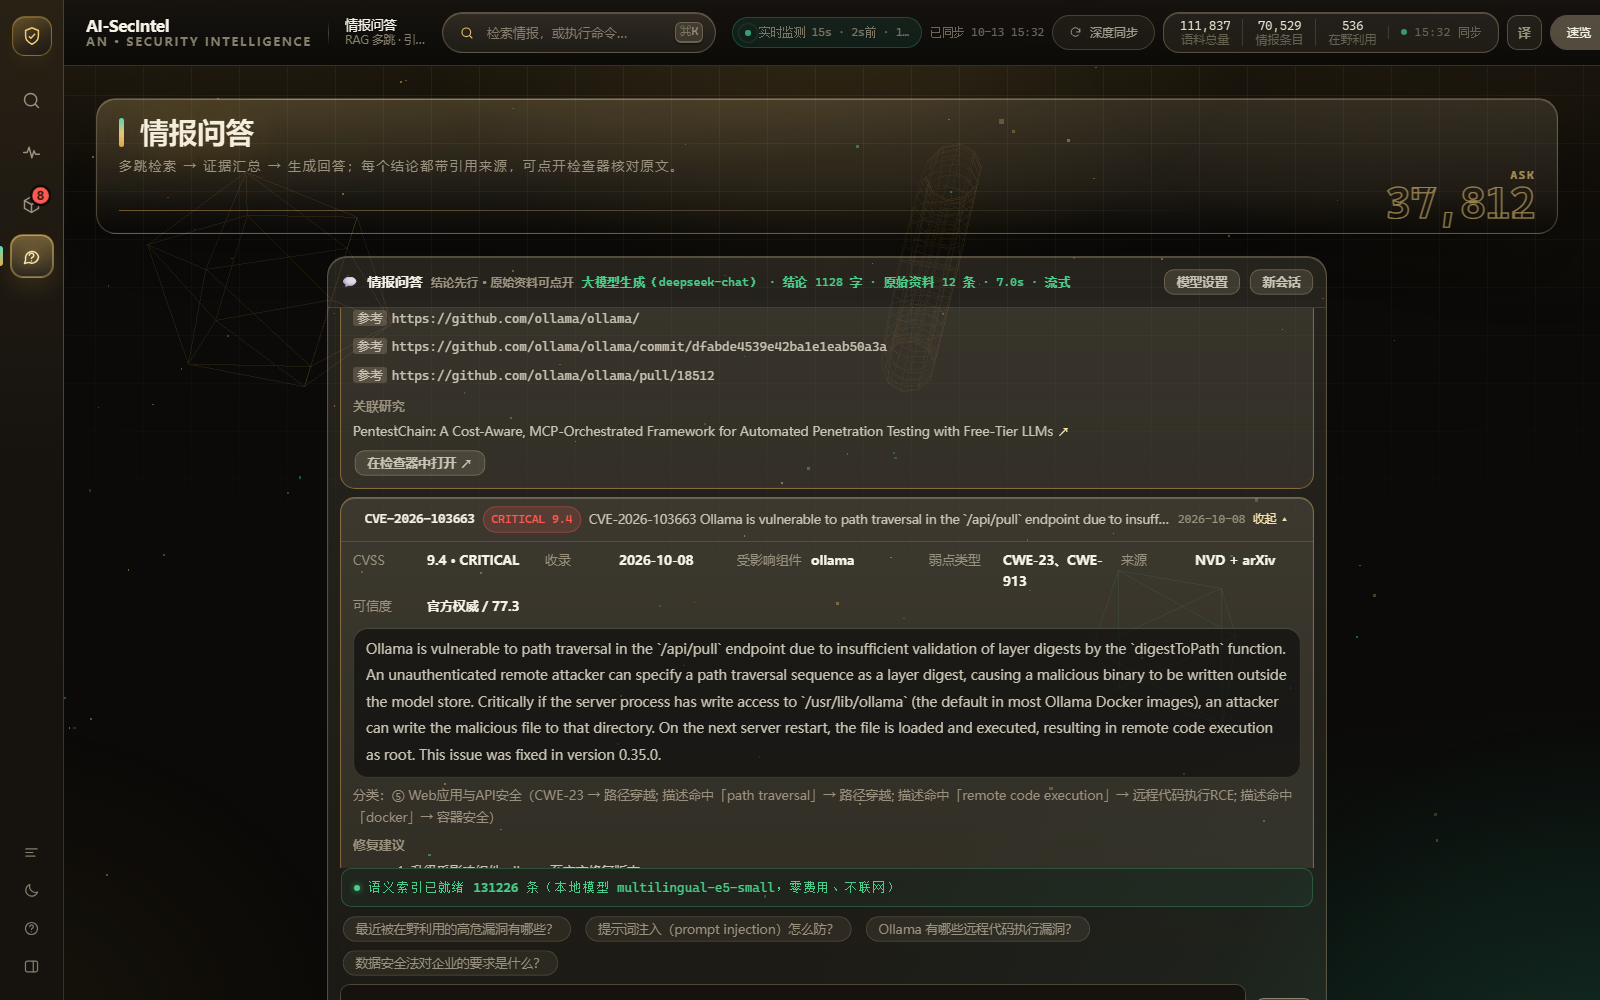 AI-SecIntel
AN • SECURITY INTELLIGENCE
情报问答
RAG 多跳 · 引…
检索情报，或执行命令…
⌘K
实时监测 15s · 2s前 · 1…
已同步 10-13 15:32
深度同步
111,837
语料总量
70,529
情报条目
536
在野利用
15:32 同步
译
速览
8
情报问答
多跳检索 → 证据汇总 → 生成回答；每个结论都带引用来源，可点开检查器核对原文。
ASK
37,812
情报问答 结论先行 • 原始资料可点开 大模型生成（deepseek-chat） · 结论 1128 字 · 原始资料 12 条 · 7.0s · 流式
模型设置
新会话
参考 https://github.com/ollama/ollama/
参考 https://github.com/ollama/ollama/commit/dfabde4539e42ba1e1eab50a3a
参考 https://github.com/ollama/ollama/pull/18512
关联研究
PentestChain: A Cost-Aware, MCP-Orchestrated Framework for Automated Penetration Testing with Free-Tier LLMs ↗
在检查器中打开 ↗
CVE-2026-103663 CRITICAL 9.4 CVE-2026-103663 Ollama is vulnerable to path traversal in the `/api/pull` endpoint due to insuff… 2026-10-08 收起 ▴
CVSS 9.4 • CRITICAL 收录 2026-10-08 受影响组件 ollama 弱点类型 CWE-23、CWE-913 来源 NVD + arXiv
可信度 官方权威 / 77.3
Ollama is vulnerable to path traversal in the `/api/pull` endpoint due to insufficient validation of layer digests by the `digestToPath` function.
An unauthenticated remote attacker can specify a path traversal sequence as a layer digest, causing a malicious binary to be written outside
the model store. Critically if the server process has write access to `/usr/lib/ollama` (the default in most Ollama Docker images), an attacker
can write the malicious file to that directory. On the next server restart, the file is loaded and executed, resulting in remote code execution
as root. This issue was fixed in version 0.35.0.
分类：⑤ Web应用与API安全（CWE-23 → 路径穿越; 描述命中「path traversal」→ 路径穿越; 描述命中「remote code execution」→ 远程代码执行RCE; 描述命中
「docker」→ 容器安全）
修复建议
语义索引已就绪 131226 条（本地模型 multilingual-e5-small，零费用、不联网）
最近被在野利用的高危漏洞有哪些？
提示词注入（prompt injection）怎么防？
Ollama 有哪些远程代码执行漏洞？
数据安全法对企业的要求是什么？